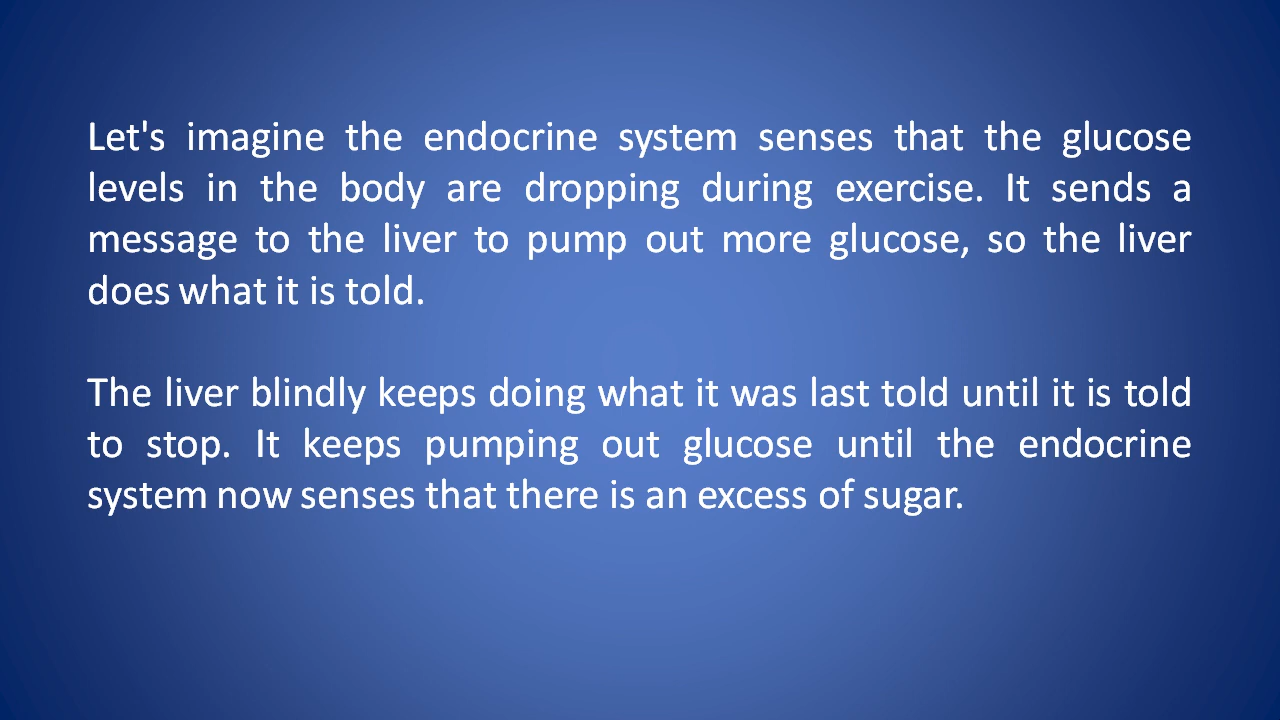 Let's imagine the endocrine system senses that the glucose
levels in the body are dropping during exercise. It sends a
message to the liver to pump out more glucose, so the liver
does what it is told.
The liver blindly keeps doing what it was last told until it is told
to stop. It keeps pumping out glucose until the endocrine
system now senses that there is an excess of sugar.